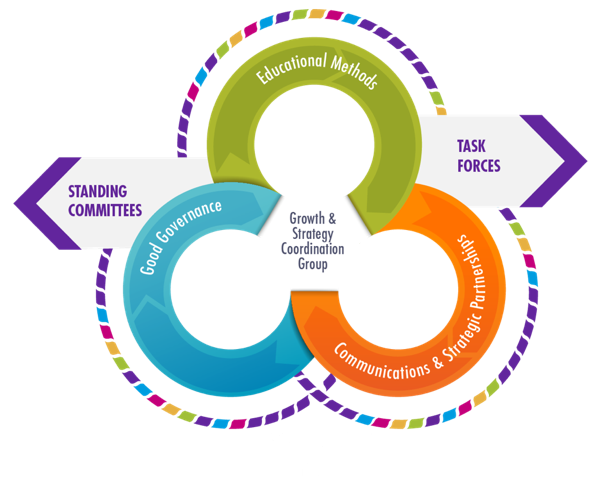 Educational Methods
TASK
FORCES
STANDING
COMMITTEES
Good Governance
Growth &
Strategy
Coordination
Group
Communications & Strategic Partnerships